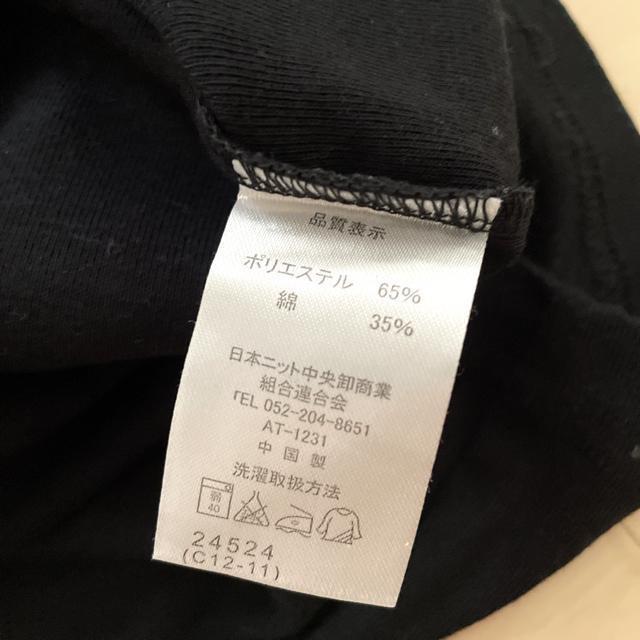 品質表示
ポリエステル 65%
綿 35%
日本ニット中央卸商業
組合連合会
TEL 052-204-8651
AT-1231
中国製
洗濯取扱方法
弱
40
24524
(C12-11)